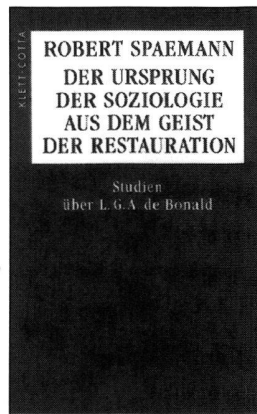 KLETT-COTTA
ROBERT SPAEMANN
DER URSPRUNG
DER SOZIOLOGIE
AUS DEM GEIST
DER RESTAURATION
Studien
über L.G.A. de Bonald